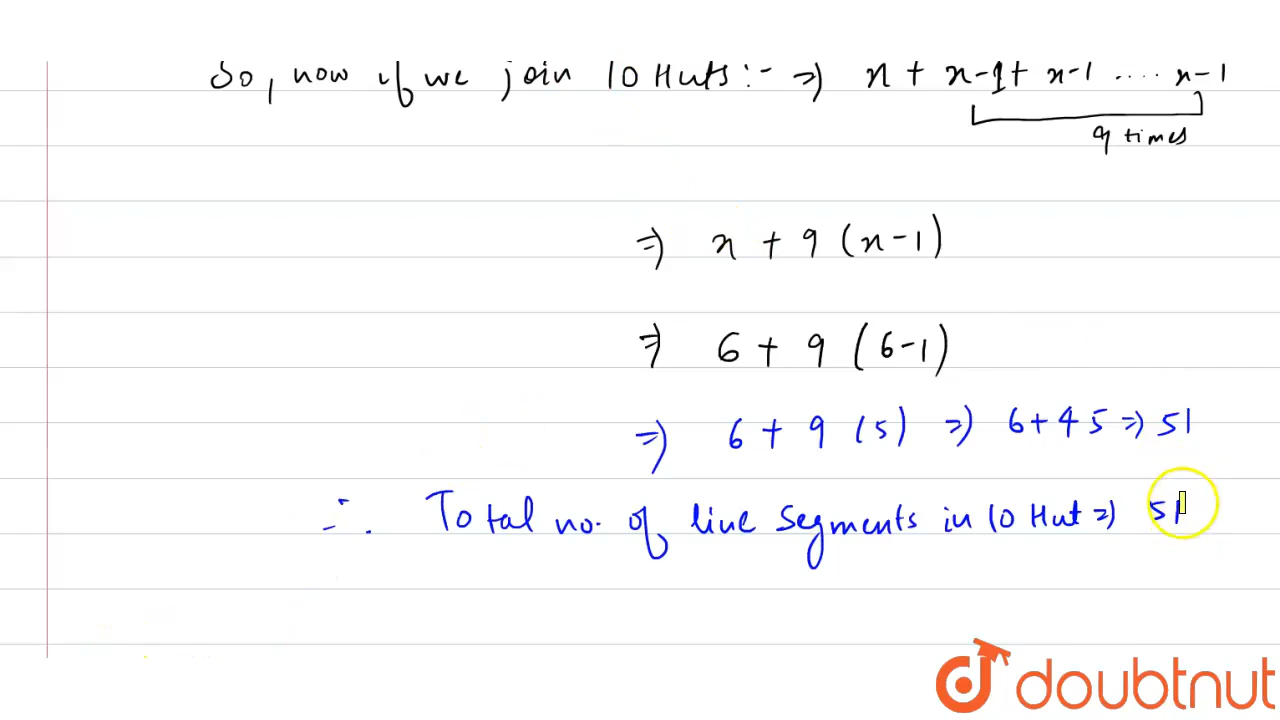 So, now if we join 10 Huts :- ⇒ x + x-1 + x-1 .... x-1
9 times
⇒ x + 9 (x-1)
⇒ 6 + 9 (6-1)
⇒ 6 + 9 (5) ⇒ 6+45 ⇒ 51
∴ Total no. of line segments in 10 Hut ⇒ 51
doubtnut